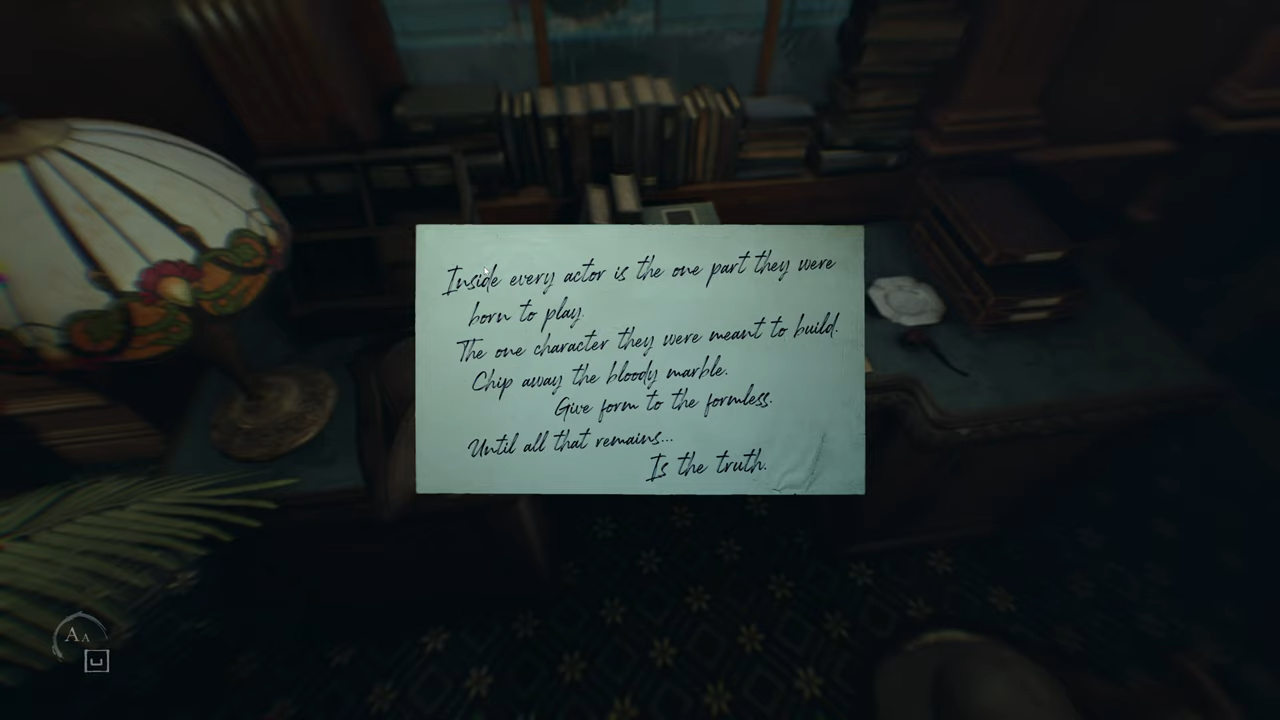 Inside every actor is the one part they were
born to play.
The one character they were meant to build.
Chip away the bloody marble.
Give form to the formless.
Until all that remains...
Is the truth.
AA